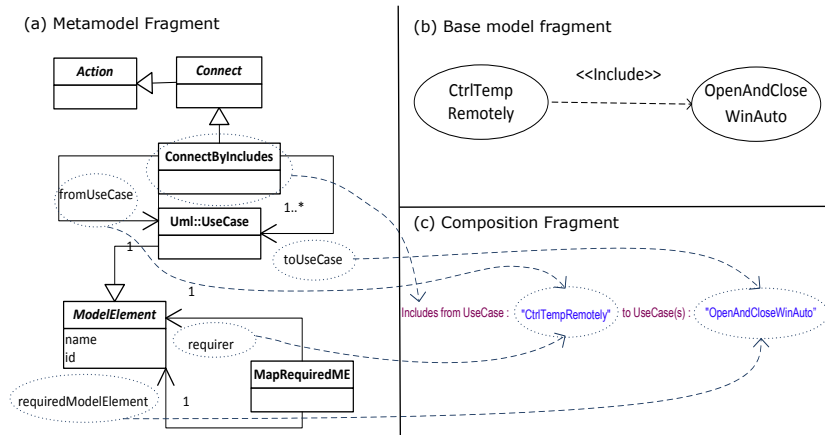 (a) Metamodel Fragment
Action
Connect
ConnectByIncludes
fromUseCase
1..*
Uml::UseCase
toUseCase
1
1
ModelElement
name
id
requirer
MapRequiredME
requiredModelElement
1
(b) Base model fragment
CtrlTemp
Remotely
<<Include>>
OpenAndClose
WinAuto
(c) Composition Fragment
Includes from UseCase : "CtrlTempRemotely" to UseCase(s) : "OpenAndCloseWinAuto"